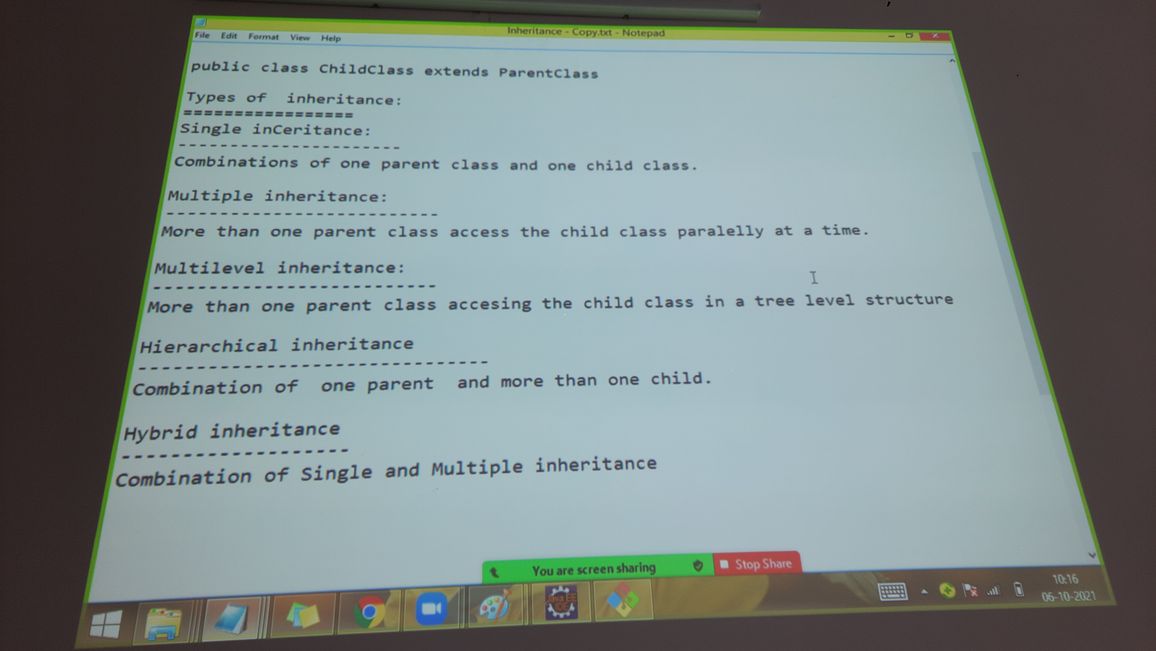 Inheritance - Copy.txt - Notepad
File Edit Format View Help
public class ChildClass extends ParentClass
Types of inheritance:
=================
Single inCeritance:
----------------------
Combinations of one parent class and one child class.
Multiple inheritance:
--------------------------
More than one parent class access the child class paralelly at a time.
Multilevel inheritance:
--------------------------
More than one parent class accesing the child class in a tree level structure
Hierarchical inheritance
-------------------------------
Combination of one parent and more than one child.
Hybrid inheritance
-------------------
Combination of Single and Multiple inheritance
You are screen sharing Stop Share
Java EE
10:16
06-10-2021